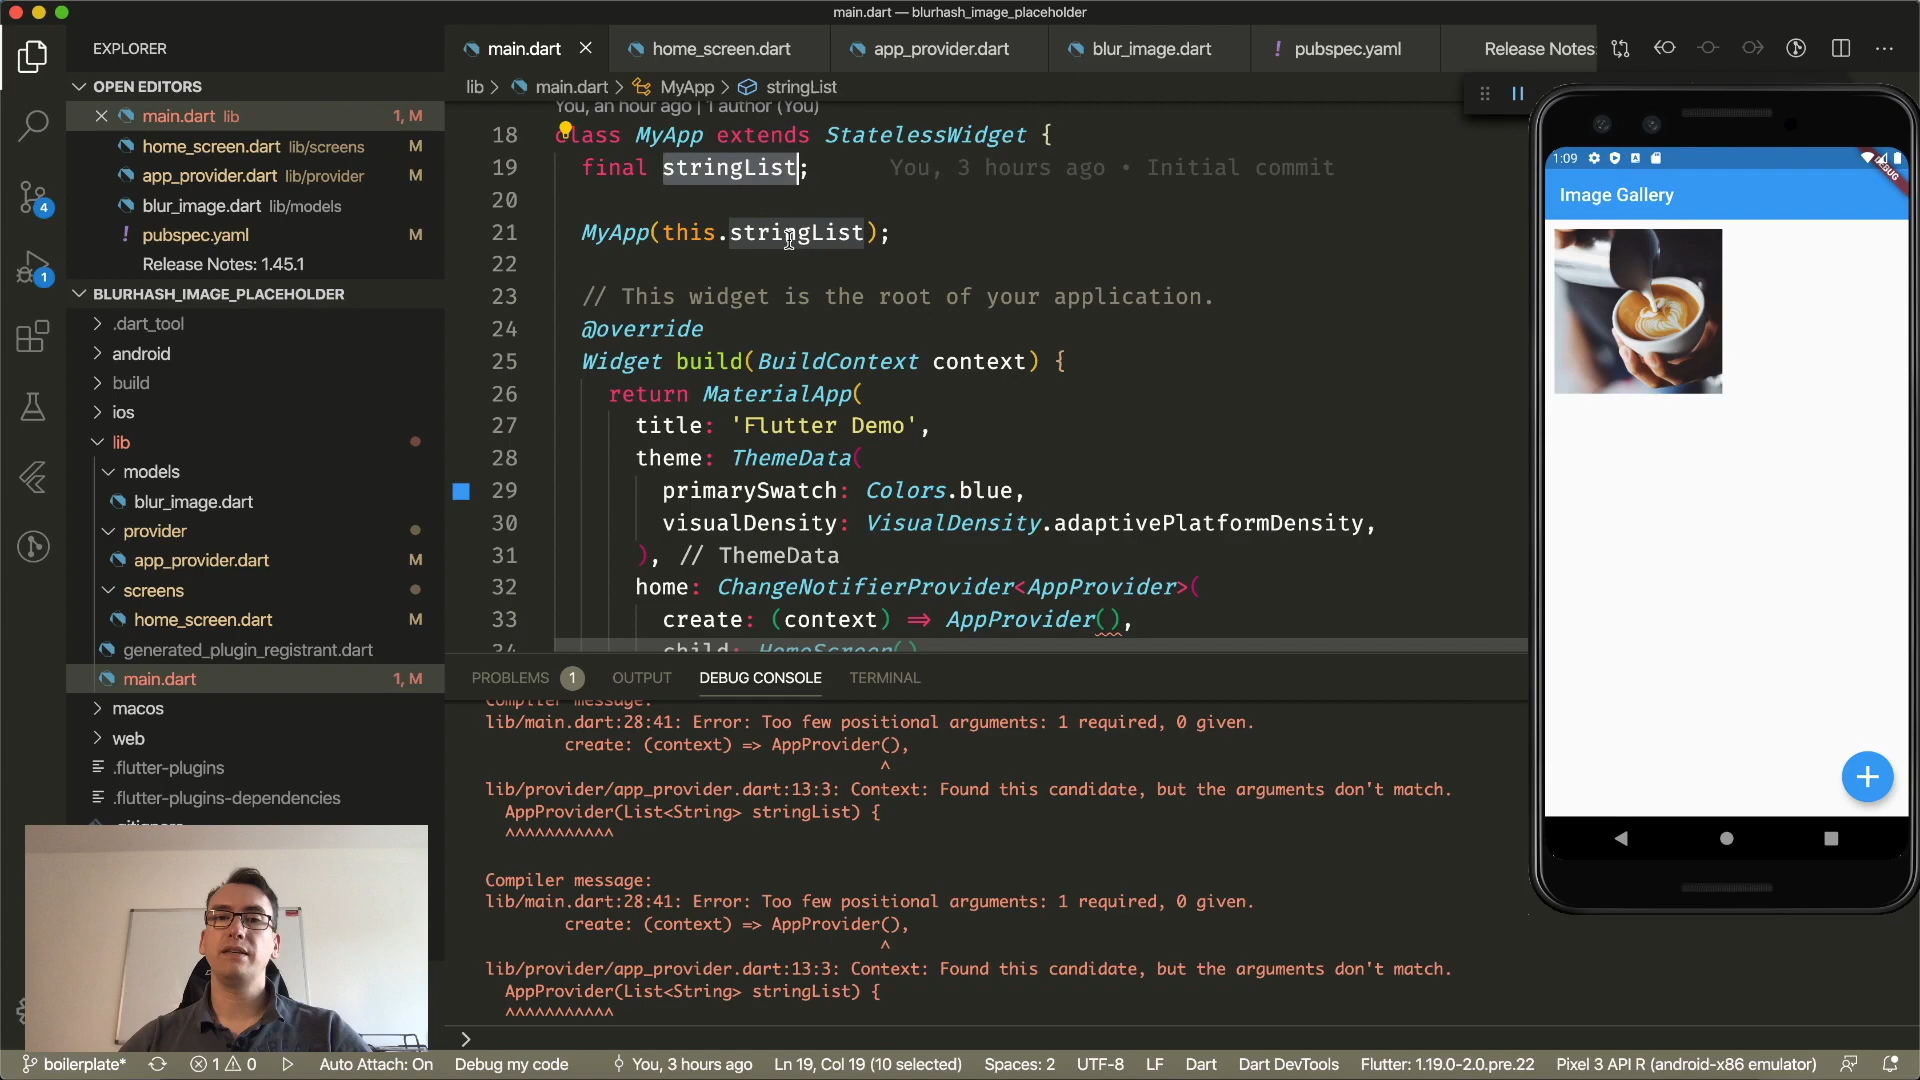 main.dart — blurhash_image_placeholder
EXPLORER
OPEN EDITORS
main.dart lib 1, M
home_screen.dart lib/screens M
app_provider.dart lib/provider M
blur_image.dart lib/models
! pubspec.yaml M
Release Notes: 1.45.1
BLURHASH_IMAGE_PLACEHOLDER
.dart_tool
android
build
ios
lib
models
blur_image.dart
provider
app_provider.dart M
screens
home_screen.dart M
generated_plugin_registrant.dart
main.dart 1, M
macos
web
.flutter-plugins
.flutter-plugins-dependencies
.gitignore
4
1
main.dart
home_screen.dart
app_provider.dart
blur_image.dart
! pubspec.yaml
Release Notes:
lib > main.dart > MyApp > stringList
You, an hour ago | 1 author (You)
18 class MyApp extends StatelessWidget {
19 final stringList; You, 3 hours ago • Initial commit
20
21 MyApp(this.stringList);
22
23 // This widget is the root of your application.
24 @override
25 Widget build(BuildContext context) {
26 return MaterialApp(
27 title: 'Flutter Demo',
28 theme: ThemeData(
29 primarySwatch: Colors.blue,
30 visualDensity: VisualDensity.adaptivePlatformDensity,
31 ), // ThemeData
32 home: ChangeNotifierProvider<AppProvider>(
33 create: (context) => AppProvider(),
34 child: HomeScreen()
PROBLEMS 1 OUTPUT DEBUG CONSOLE TERMINAL
Compiler message:
lib/main.dart:28:41: Error: Too few positional arguments: 1 required, 0 given.
create: (context) => AppProvider(),
^
lib/provider/app_provider.dart:13:3: Context: Found this candidate, but the arguments don't match.
AppProvider(List<String> stringList) {
^^^^^^^^^^^
Compiler message:
lib/main.dart:28:41: Error: Too few positional arguments: 1 required, 0 given.
create: (context) => AppProvider(),
^
lib/provider/app_provider.dart:13:3: Context: Found this candidate, but the arguments don't match.
AppProvider(List<String> stringList) {
^^^^^^^^^^^
>
1:09
DEBUG
Image Gallery
boilerplate* 1 0 Auto Attach: On Debug my code You, 3 hours ago Ln 19, Col 19 (10 selected) Spaces: 2 UTF-8 LF Dart Dart DevTools Flutter: 1.19.0-2.0.pre.22 Pixel 3 API R (android-x86 emulator)